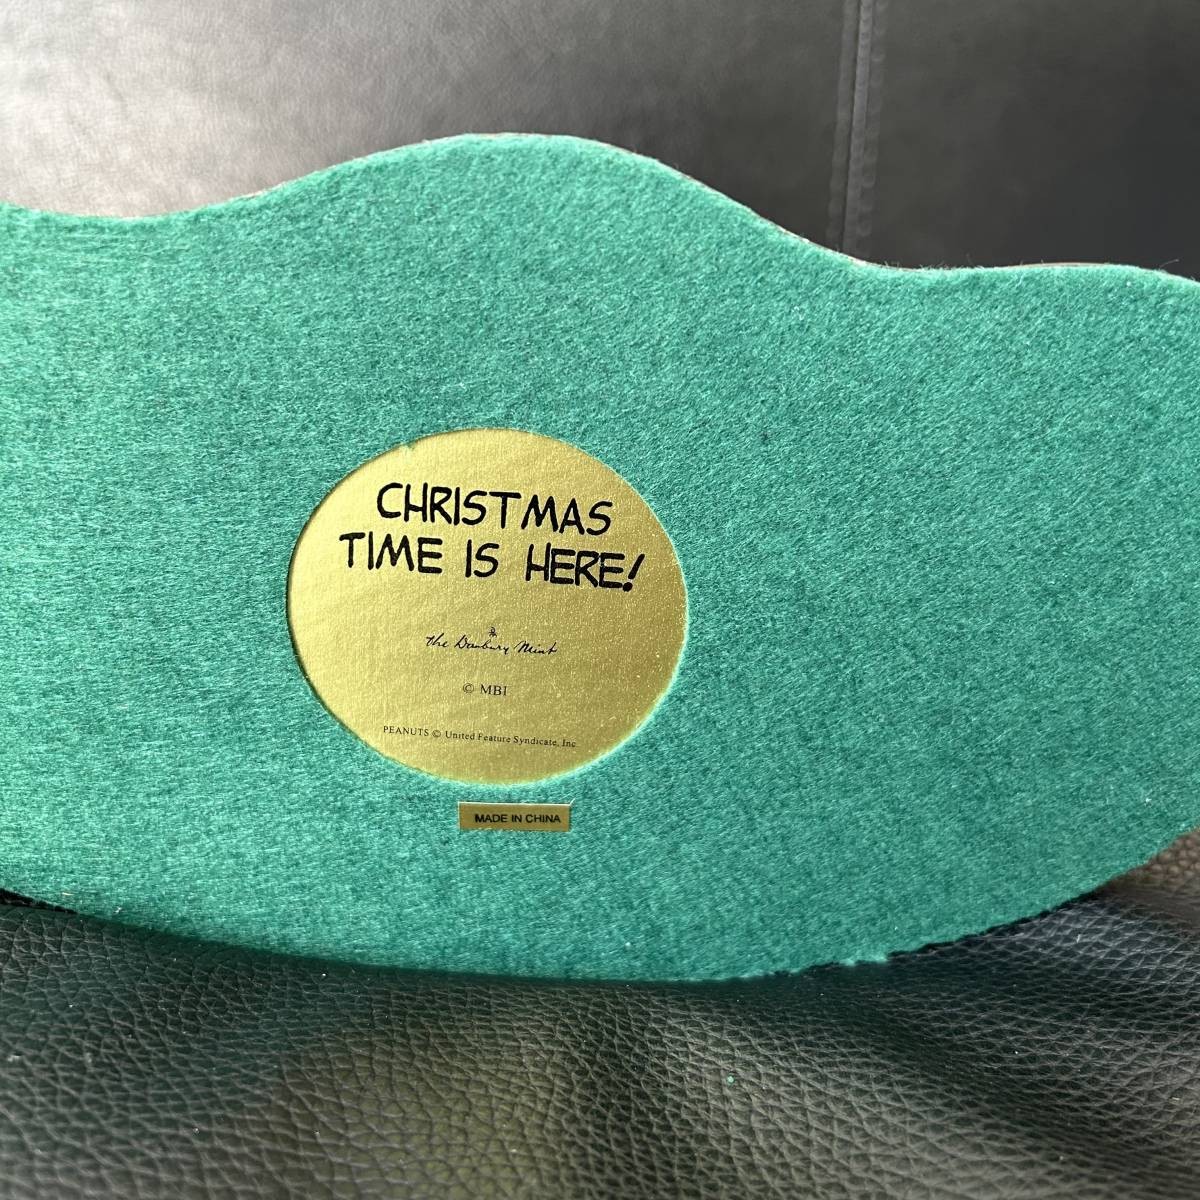 CHRISTMAS
TIME IS HERE!
the Danbury Mint
© MBI
PEANUTS © United Feature Syndicate, Inc.
MADE IN CHINA